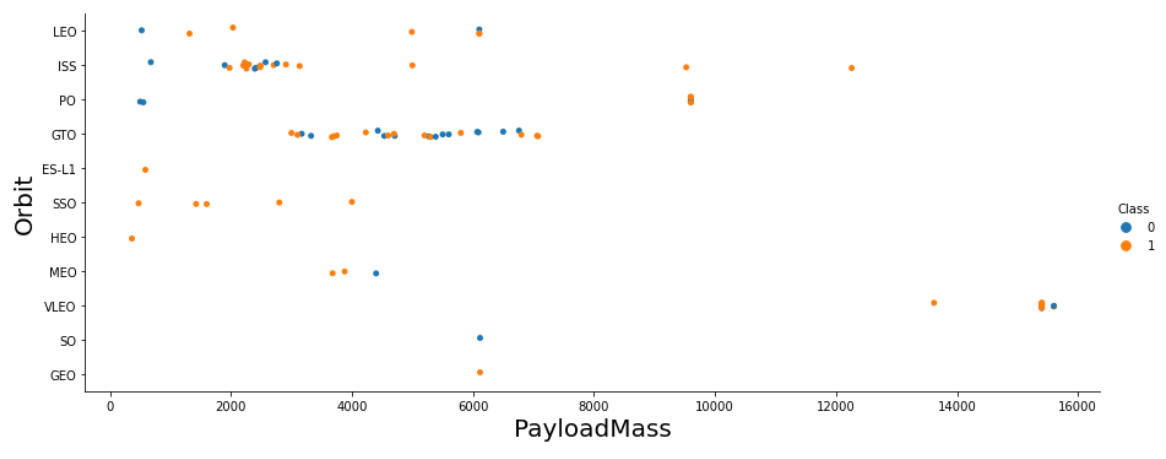 LEO
ISS
PO
GTO
ES-L1
SSO
HEO
MEO
VLEO
SO
GEO
Orbit
0 2000 4000 6000 8000 10000 12000 14000 16000
PayloadMass
Class
0
1